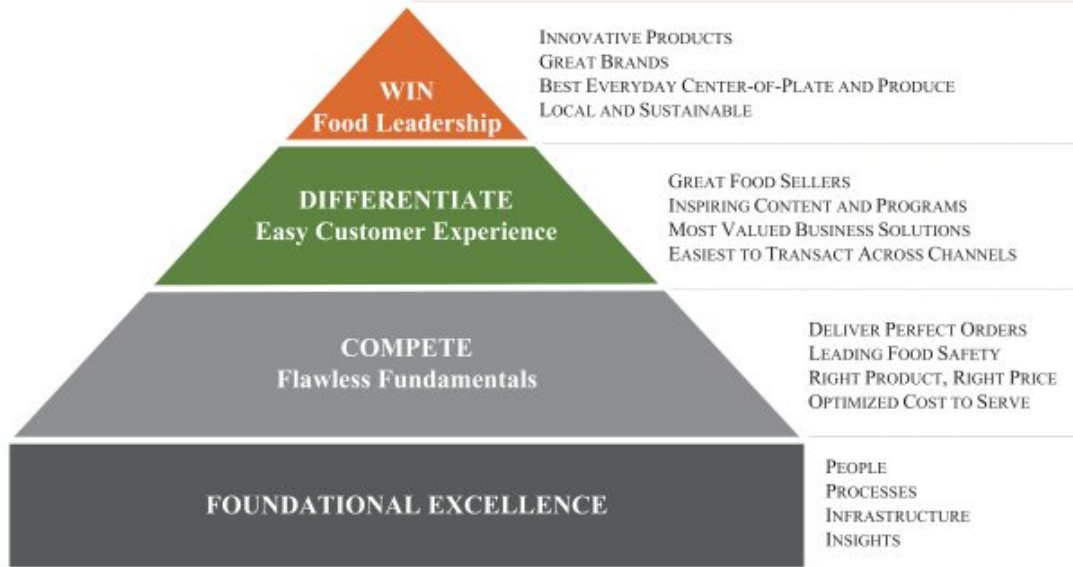 WIN
Food Leadership
INNOVATIVE PRODUCTS
GREAT BRANDS
BEST EVERYDAY CENTER-OF-PLATE AND PRODUCE
LOCAL AND SUSTAINABLE
DIFFERENTIATE
Easy Customer Experience
GREAT FOOD SELLERS
INSPIRING CONTENT AND PROGRAMS
MOST VALUED BUSINESS SOLUTIONS
EASIEST TO TRANSACT ACROSS CHANNELS
COMPETE
Flawless Fundamentals
DELIVER PERFECT ORDERS
LEADING FOOD SAFETY
RIGHT PRODUCT, RIGHT PRICE
OPTIMIZED COST TO SERVE
FOUNDATIONAL EXCELLENCE
PEOPLE
PROCESSES
INFRASTRUCTURE
INSIGHTS